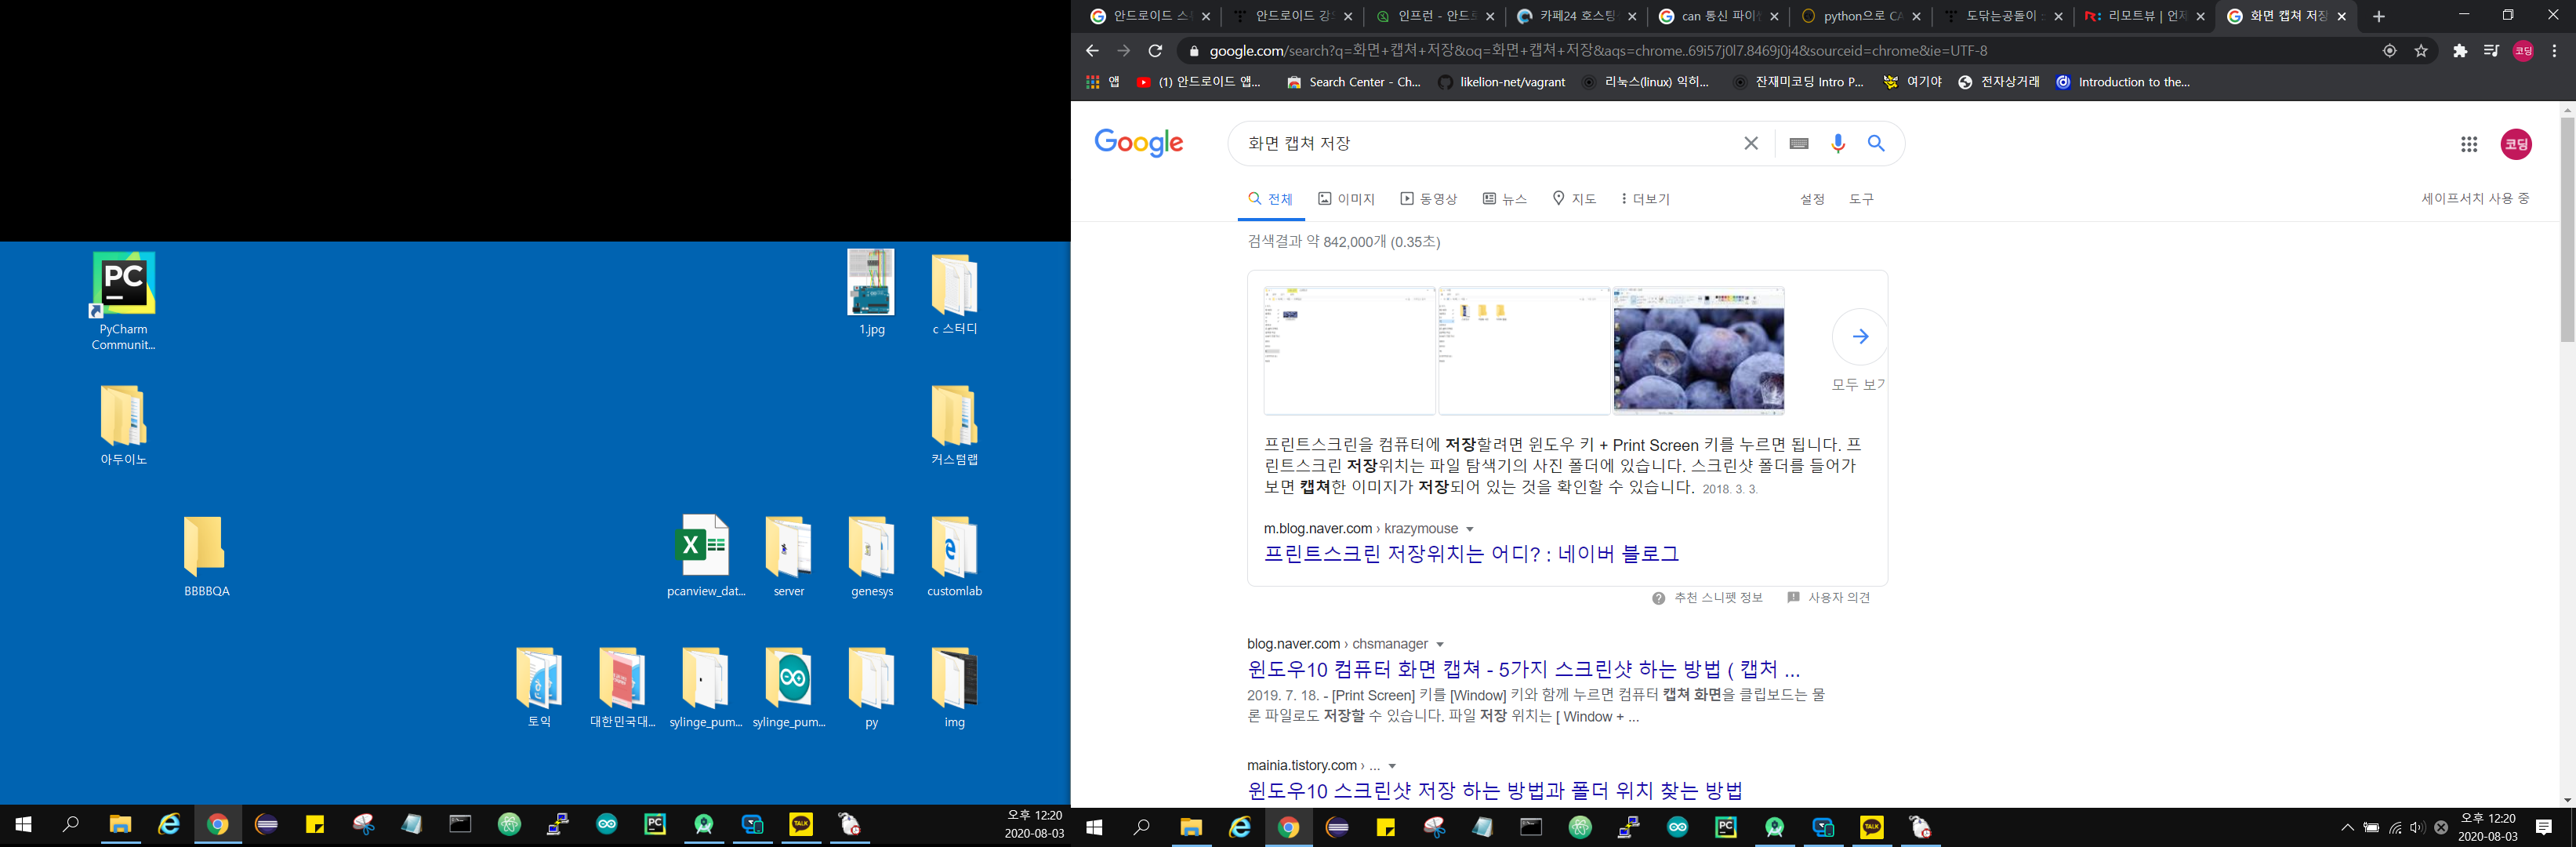 PyCharm
Communit...
1.jpg
c 스터디
아두이노
커스텀랩
BBBBQA
pcanview_dat...
server
genesys
customlab
토익
대한민국대...
sylinge_pum...
sylinge_pum...
py
img
오후 12:20
2020-08-03
안드로이드 스
안드로이드 강
인프런 - 안드
카페24 호스팅
can 통신 파이
python으로 CA
도닦는공돌이
리모트뷰 | 언제
화면 캡쳐 저장
google.com/search?q=화면+캡쳐+저장&oq=화면+캡쳐+저장&aqs=chrome..69i57j0l7.8469j0j4&sourceid=chrome&ie=UTF-8
코딩
앱
(1) 안드로이드 앱...
Search Center - Ch...
likelion-net/vagrant
리눅스(linux) 익히...
잔재미코딩 Intro P...
여기야
전자상거래
Introduction to the...
Google
화면 캡쳐 저장
코딩
전체
이미지
동영상
뉴스
지도
더보기
설정
도구
세이프서치 사용 중
검색결과 약 842,000개 (0.35초)
모두 보기
프린트스크린을 컴퓨터에 저장할려면 윈도우 키 + Print Screen 키를 누르면 됩니다. 프
린트스크린 저장위치는 파일 탐색기의 사진 폴더에 있습니다. 스크린샷 폴더를 들어가
보면 캡쳐한 이미지가 저장되어 있는 것을 확인할 수 있습니다. 2018. 3. 3.
m.blog.naver.com › krazymouse
프린트스크린 저장위치는 어디? : 네이버 블로그
추천 스니펫 정보
사용자 의견
blog.naver.com › chsmanager
윈도우10 컴퓨터 화면 캡쳐 - 5가지 스크린샷 하는 방법 ( 캡처 ...
2019. 7. 18. - [Print Screen] 키를 [Window] 키와 함께 누르면 컴퓨터 캡쳐 화면을 클립보드는 물
론 파일로도 저장할 수 있습니다. 파일 저장 위치는 [ Window + ...
mainia.tistory.com › ...
윈도우10 스크린샷 저장 하는 방법과 폴더 위치 찾는 방법
오후 12:20
2020-08-03